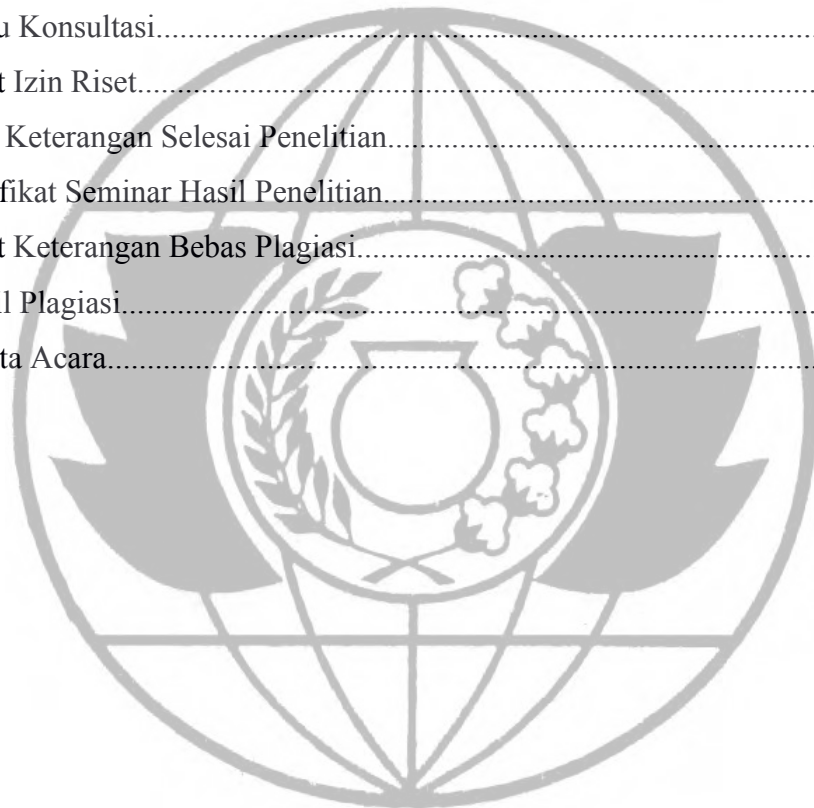 u Konsultasi................................................................................
t Izin Riset................................................................................
Keterangan Selesai Penelitian................................................................
fikat Seminar Hasil Penelitian................................................................
t Keterangan Bebas Plagiasi................................................................
l Plagiasi................................................................................
ta Acara................................................................................